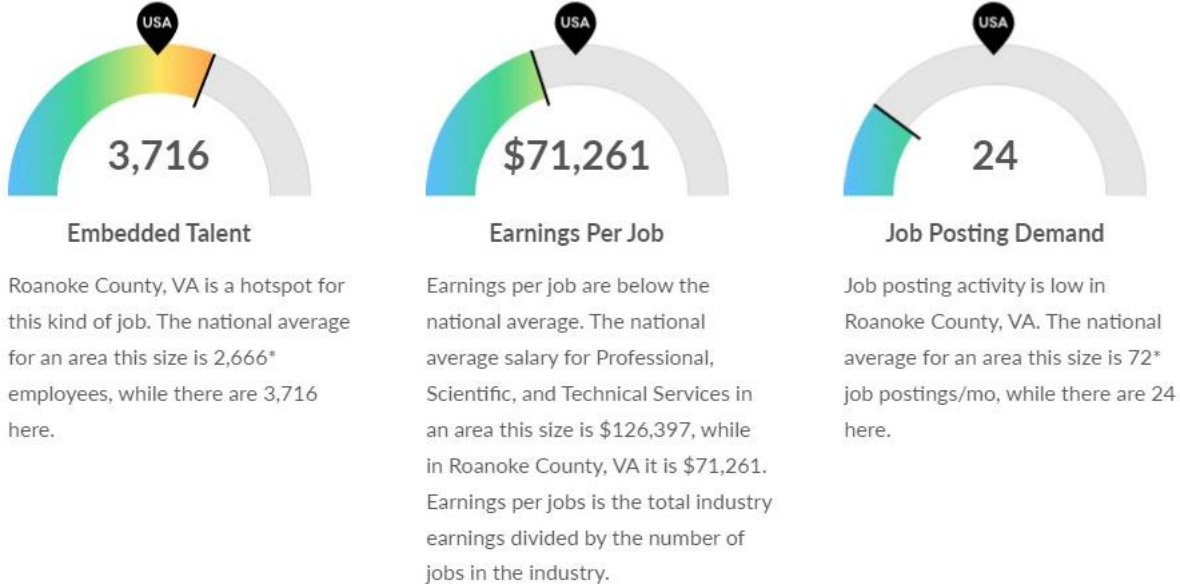 USA
3,716
Embedded Talent
Roanoke County, VA is a hotspot for
this kind of job. The national average
for an area this size is 2,666*
employees, while there are 3,716
here.
USA
$71,261
Earnings Per Job
Earnings per job are below the
national average. The national
average salary for Professional,
Scientific, and Technical Services in
an area this size is $126,397, while
in Roanoke County, VA it is $71,261.
Earnings per jobs is the total industry
earnings divided by the number of
jobs in the industry.
USA
24
Job Posting Demand
Job posting activity is low in
Roanoke County, VA. The national
average for an area this size is 72*
job postings/mo, while there are 24
here.